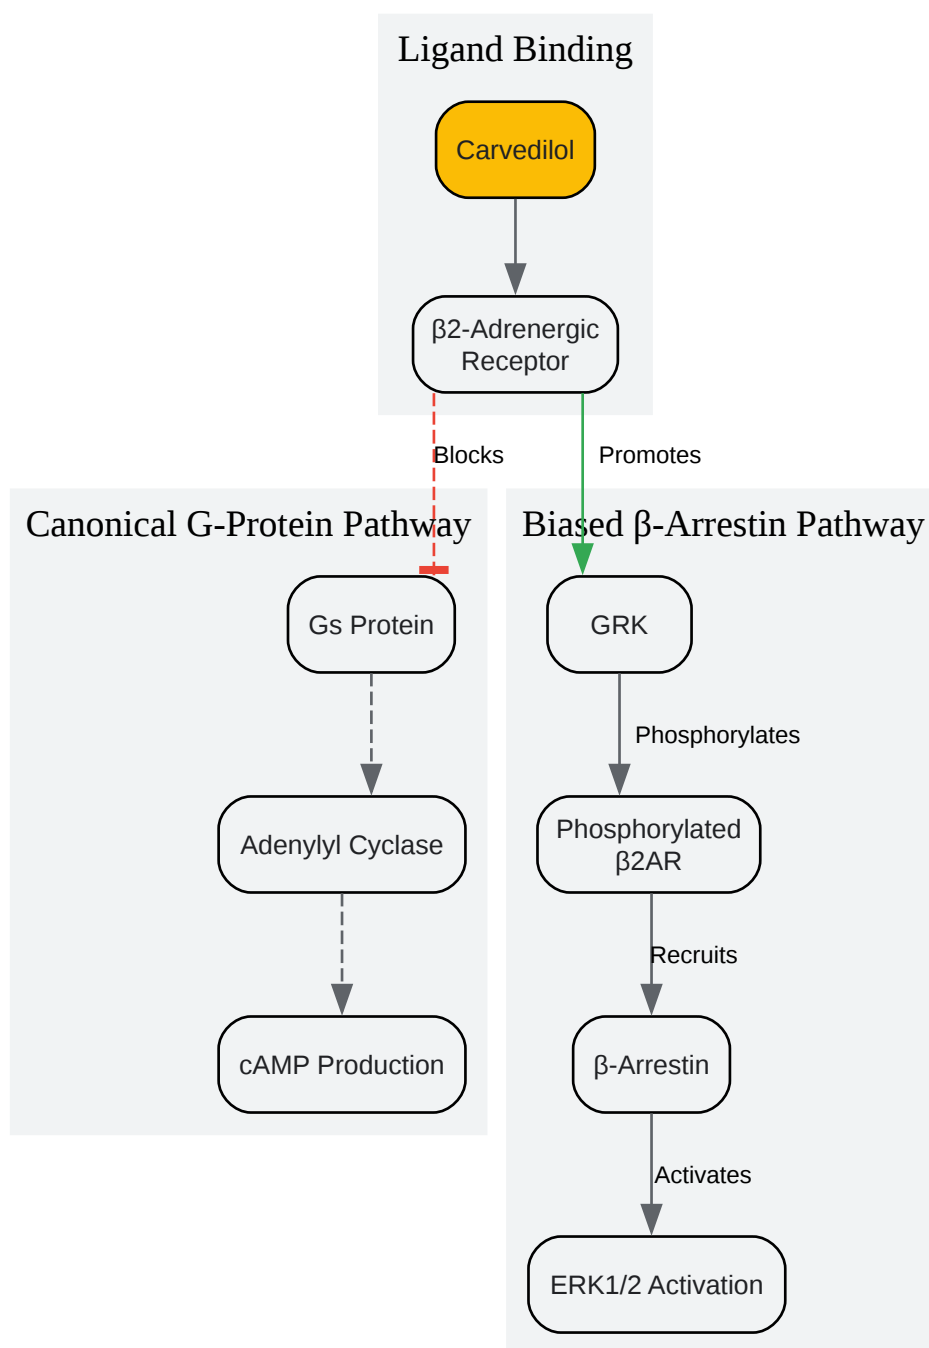 Ligand Binding
Carvedilol
β2-Adrenergic
Receptor
Blocks
Promotes
Canonical G-Protein Pathway
Gs Protein
Adenylyl Cyclase
cAMP Production
Biased β-Arrestin Pathway
GRK
Phosphorylates
Phosphorylated
β2AR
Recruits
β-Arrestin
Activates
ERK1/2 Activation